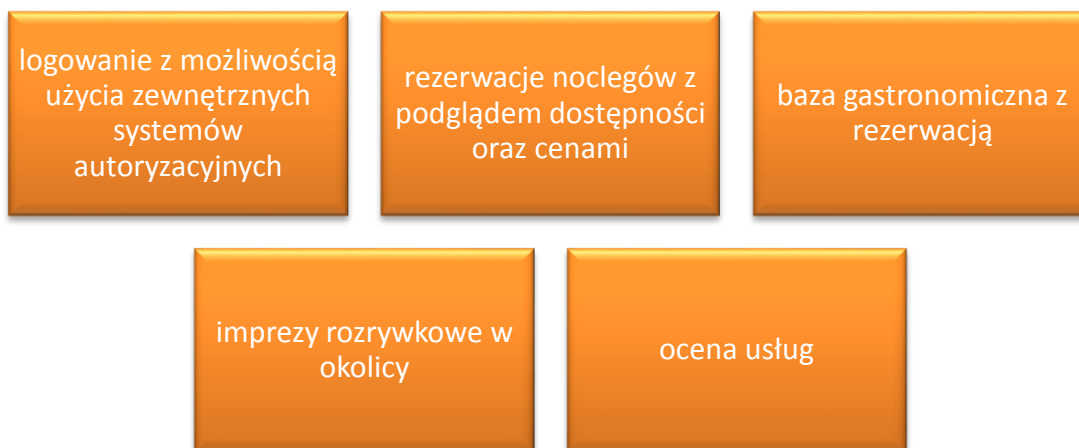 logowanie z możliwością
użycia zewnętrznych
systemów
autoryzacyjnych
rezerwacje noclegów z
podglądem dostępności
oraz cenami
baza gastronomiczna z
rezerwacją
imprezy rozrywkowe w
okolicy
ocena usług